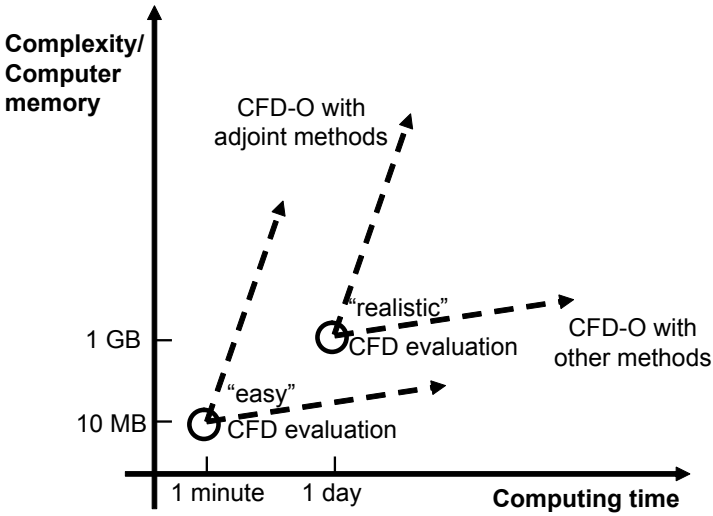 Complexity/
Computer
memory
CFD-O with
adjoint methods
“realistic”
CFD evaluation
CFD-O with
other methods
1 GB
“easy”
CFD evaluation
10 MB
1 minute
1 day
Computing time